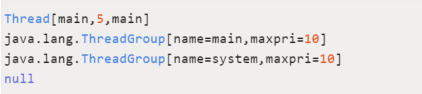 Thread[main,5,main]
java.lang.ThreadGroup[name=main,maxpri=10]
java.lang.ThreadGroup[name=system,maxpri=10]
null